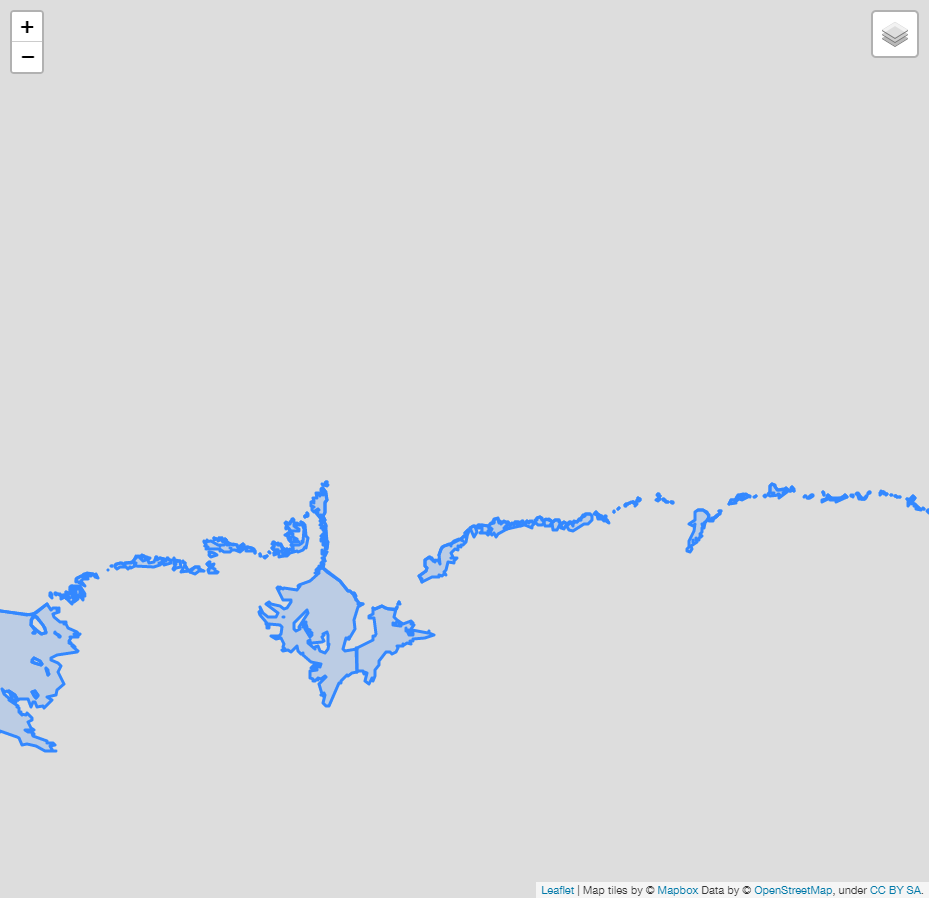 +
−
Leaflet | Map tiles by © Mapbox Data by © OpenStreetMap, under CC BY SA.